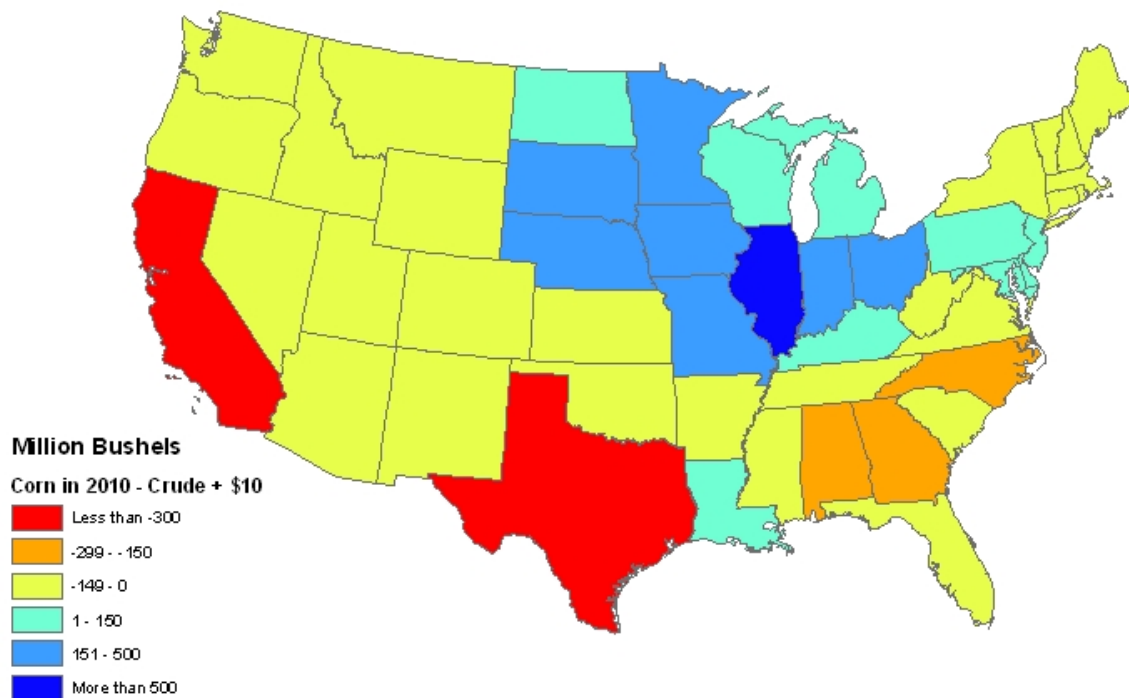 Million Bushels
Corn in 2010 - Crude + $10
Less than -300
-299 - -150
-149 - 0
1 - 150
151 - 500
More than 500